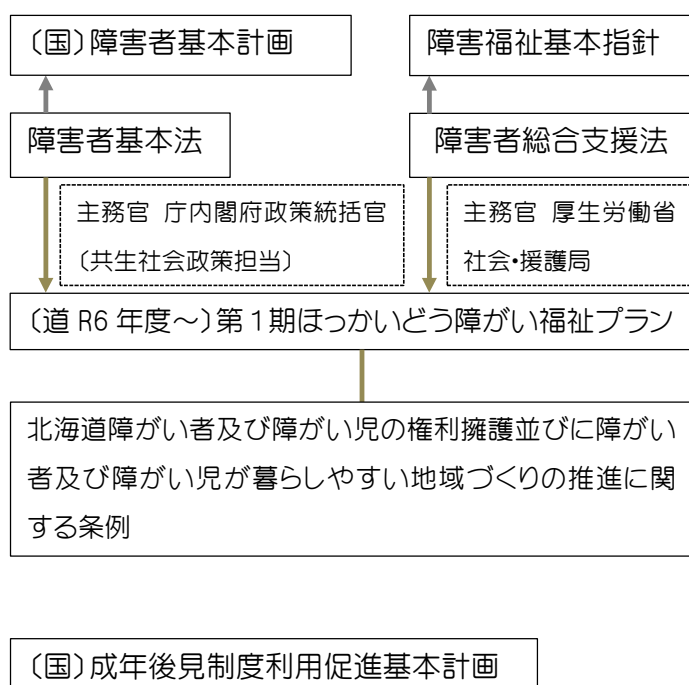 （国）障害者基本計画
障害福祉基本指針
障害者基本法
障害者総合支援法
主務官 庁内閣府政策統括官
（共生社会政策担当）
主務官 厚生労働省
社会・援護局
（道 R6 年度～）第１期ほっかいどう障がい福祉プラン
北海道障がい者及び障がい児の権利擁護並びに障がい
者及び障がい児が暮らしやすい地域づくりの推進に関
する条例
（国）成年後見制度利用促進基本計画